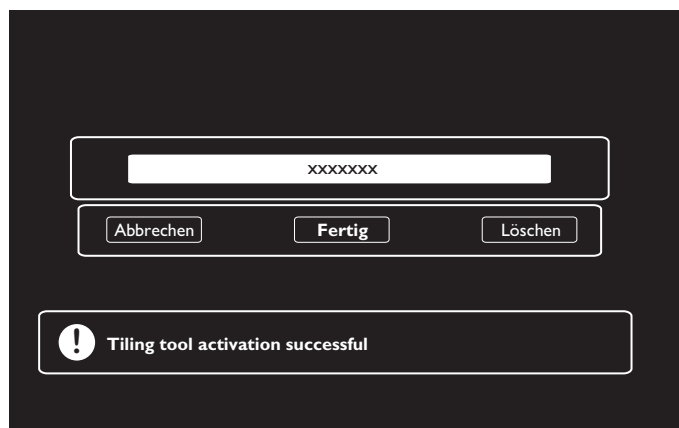 xxxxxxx
Abbrechen Fertig Löschen
! Tiling tool activation successful